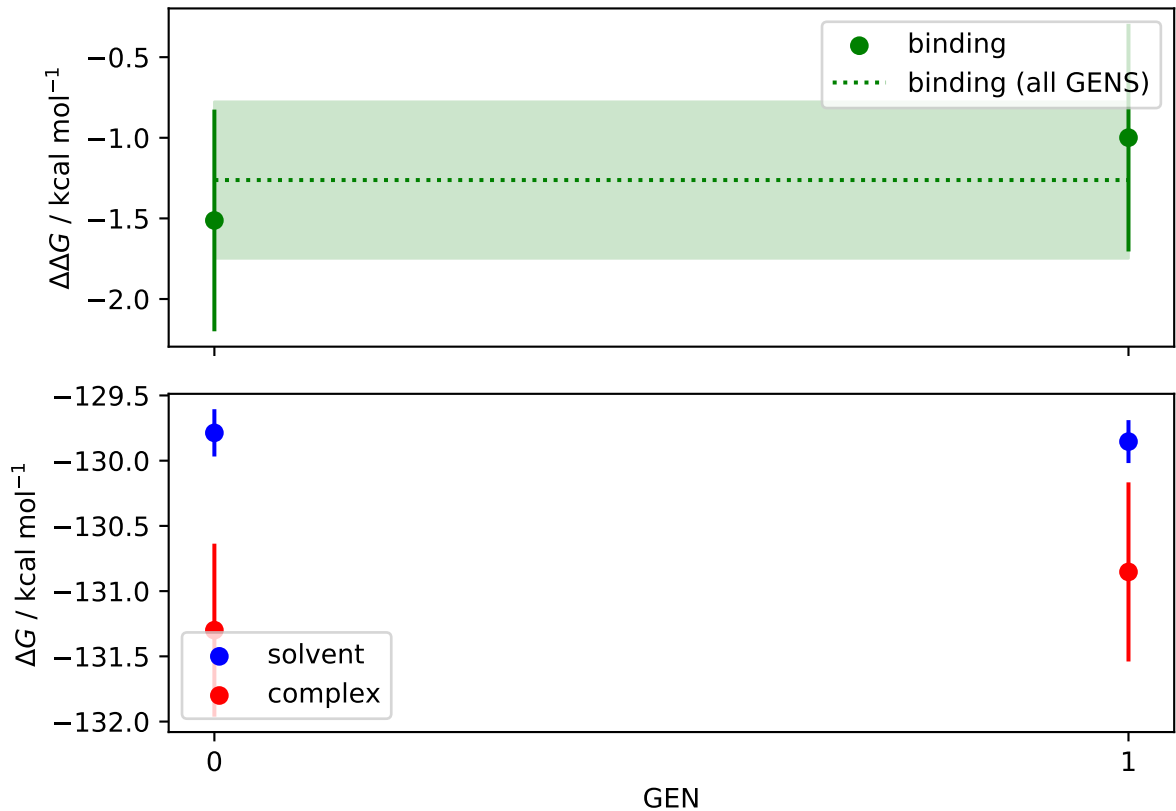 binding
binding (all GENS)
−0.5
−1.0
−1.5
−2.0
ΔΔG / kcal mol⁻¹
−129.5
−130.0
−130.5
−131.0
−131.5
−132.0
ΔG / kcal mol⁻¹
solvent
complex
0 1
GEN